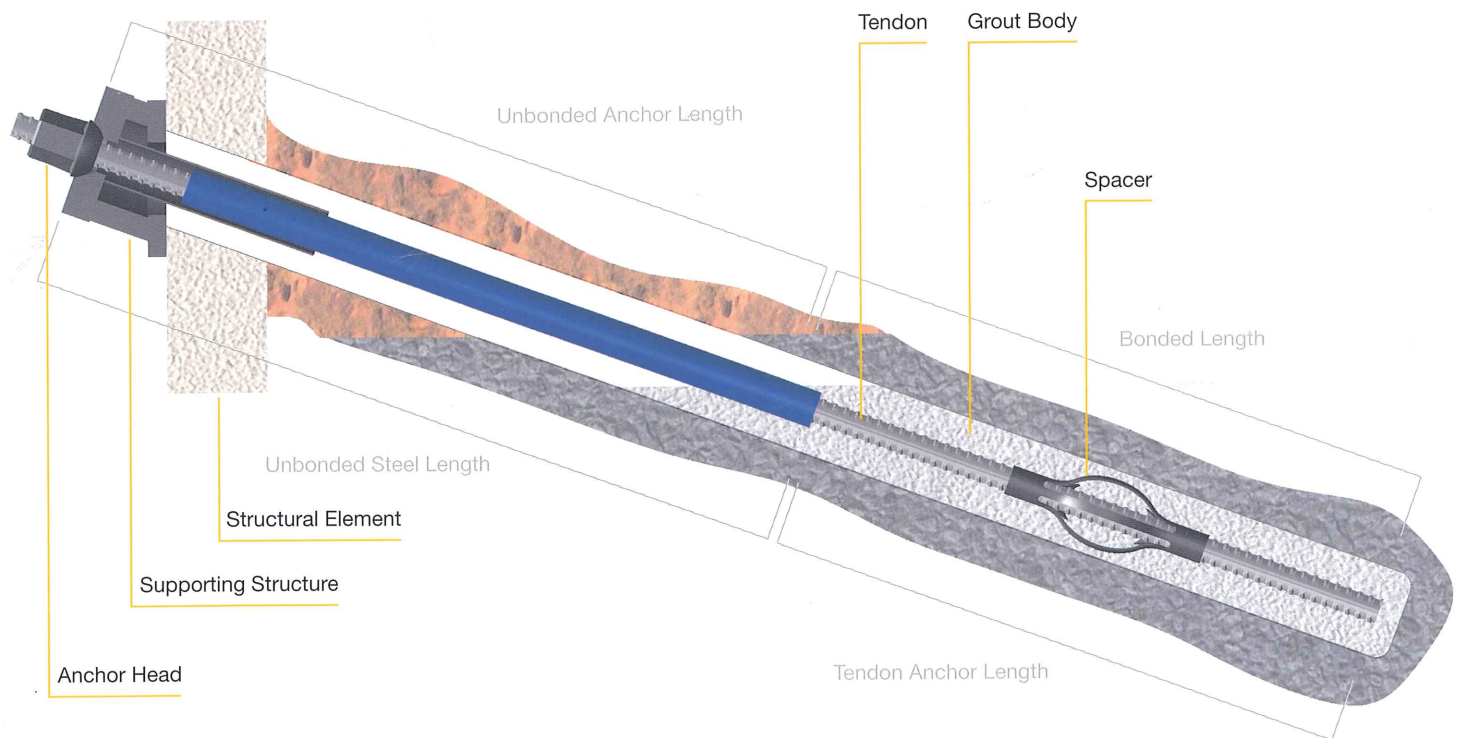 Tendon
Grout Body
Unbonded Anchor Length
Spacer
Bonded Length
Unbonded Steel Length
Structural Element
Supporting Structure
Anchor Head
Tendon Anchor Length